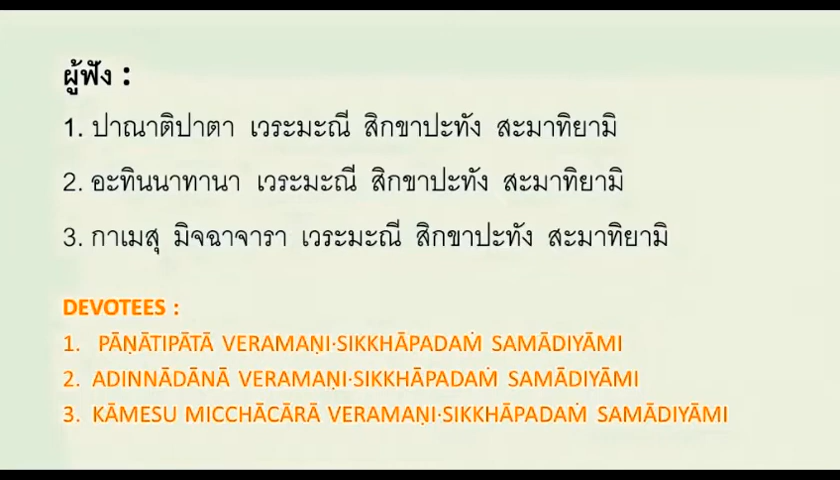 ผู้ฟัง :
1. ปาณาติปาตา เวระมะณี สิกขาปะทัง สะมาทิยามิ
2. อะทินนาทานา เวระมะณี สิกขาปะทัง สะมาทิยามิ
3. กาเมสุ มิจฉาจารา เวระมะณี สิกขาปะทัง สะมาทิยามิ
DEVOTEES :
1. PĀṆĀTIPĀTĀ VERAMAṆI·SIKKHĀPADAṀ SAMĀDIYĀMI
2. ADINNĀDĀNĀ VERAMAṆI·SIKKHĀPADAṀ SAMĀDIYĀMI
3. KĀMESU MICCHĀCĀRĀ VERAMAṆI·SIKKHĀPADAṀ SAMĀDIYĀMI